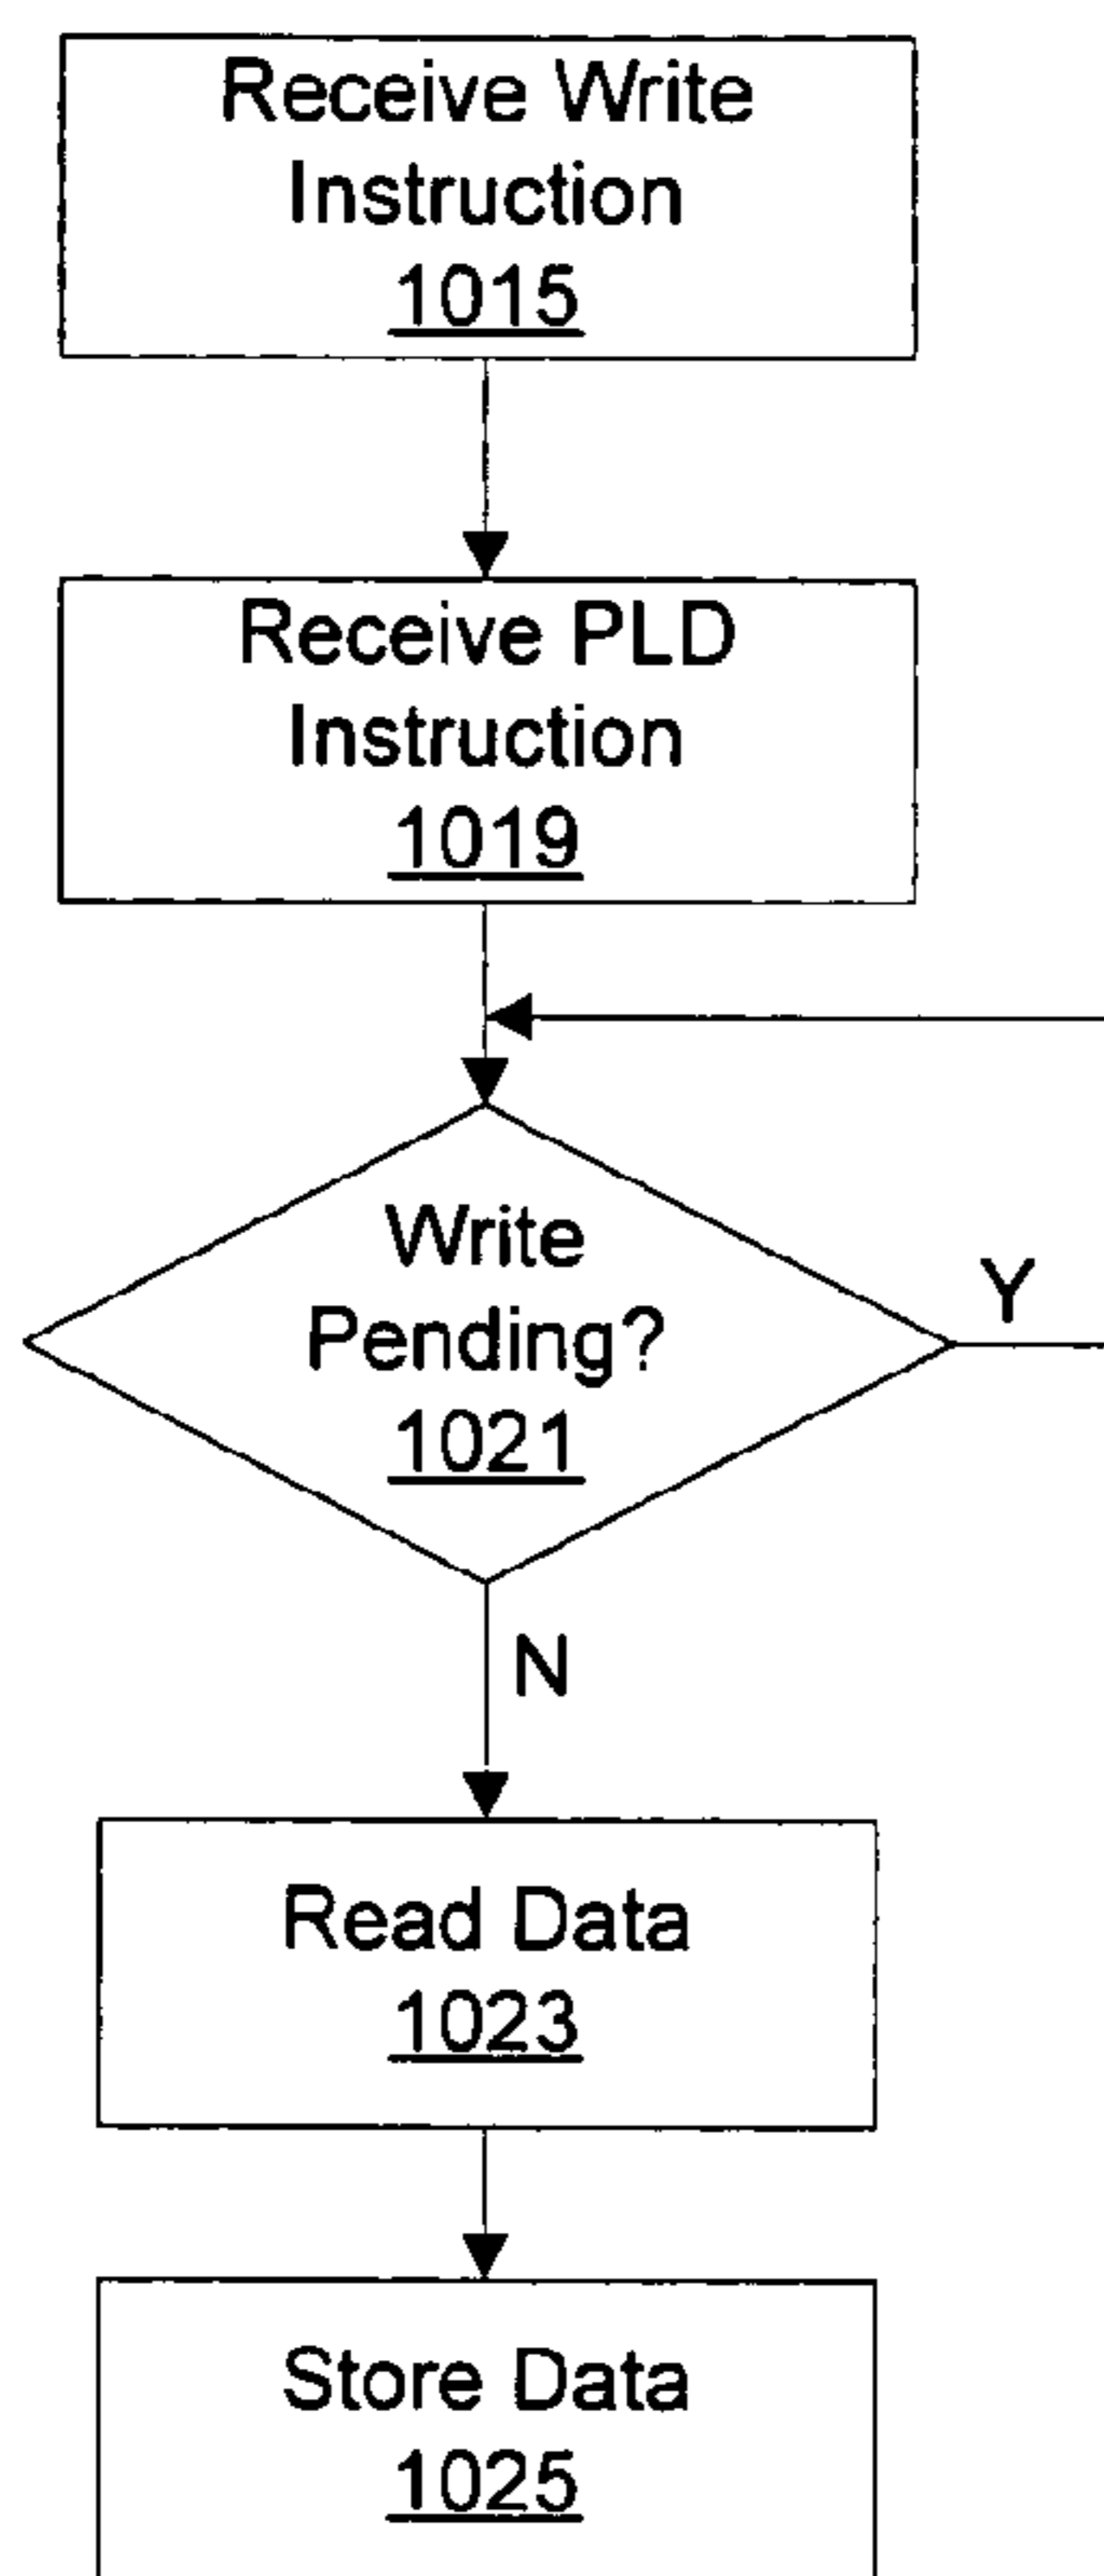 Receive Write
Instruction
1015
Receive PLD
Instruction
1019
Write
Pending?
1021
Y
N
Read Data
1023
Store Data
1025